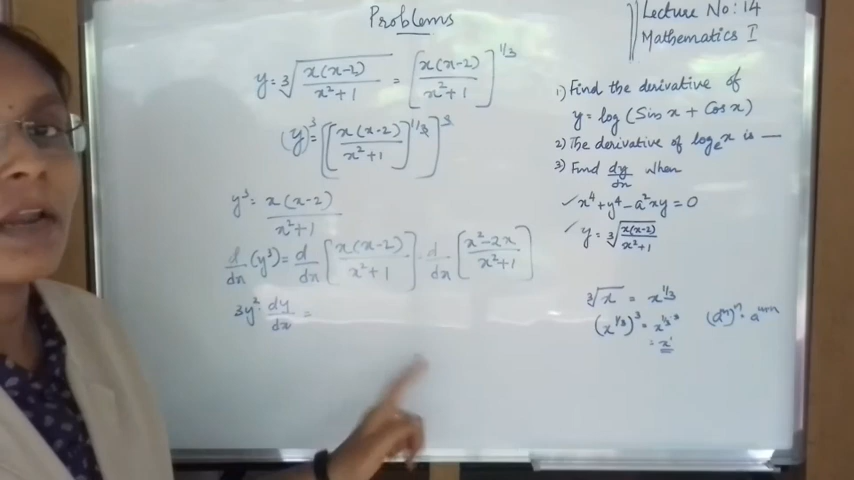 Problems
y = ∛(x(x-2) / x²+1) = [x(x-2) / x²+1]^1/3
(y)³ = [[x(x-2) / x²+1]^1/3]^3
y³ = x(x-2) / x²+1
d/dx (y³) = d/dx [x(x-2) / x²+1] = d/dx [x²-2x / x²+1]
3y² · dy/dx =
Lecture No: 14
Mathematics I
1) Find the derivative of
y = log (Sin x + Cos x)
2) The derivative of logₑx is —
3) Find dy/dx when
✓ x⁴ + y⁴ - a²xy = 0
✓ y = ∛(x(x-2) / x²+1)
∛x = x^1/3
(x^1/3)^3 = x^1/3·3 (a^m)^n = a^m×n
= x¹